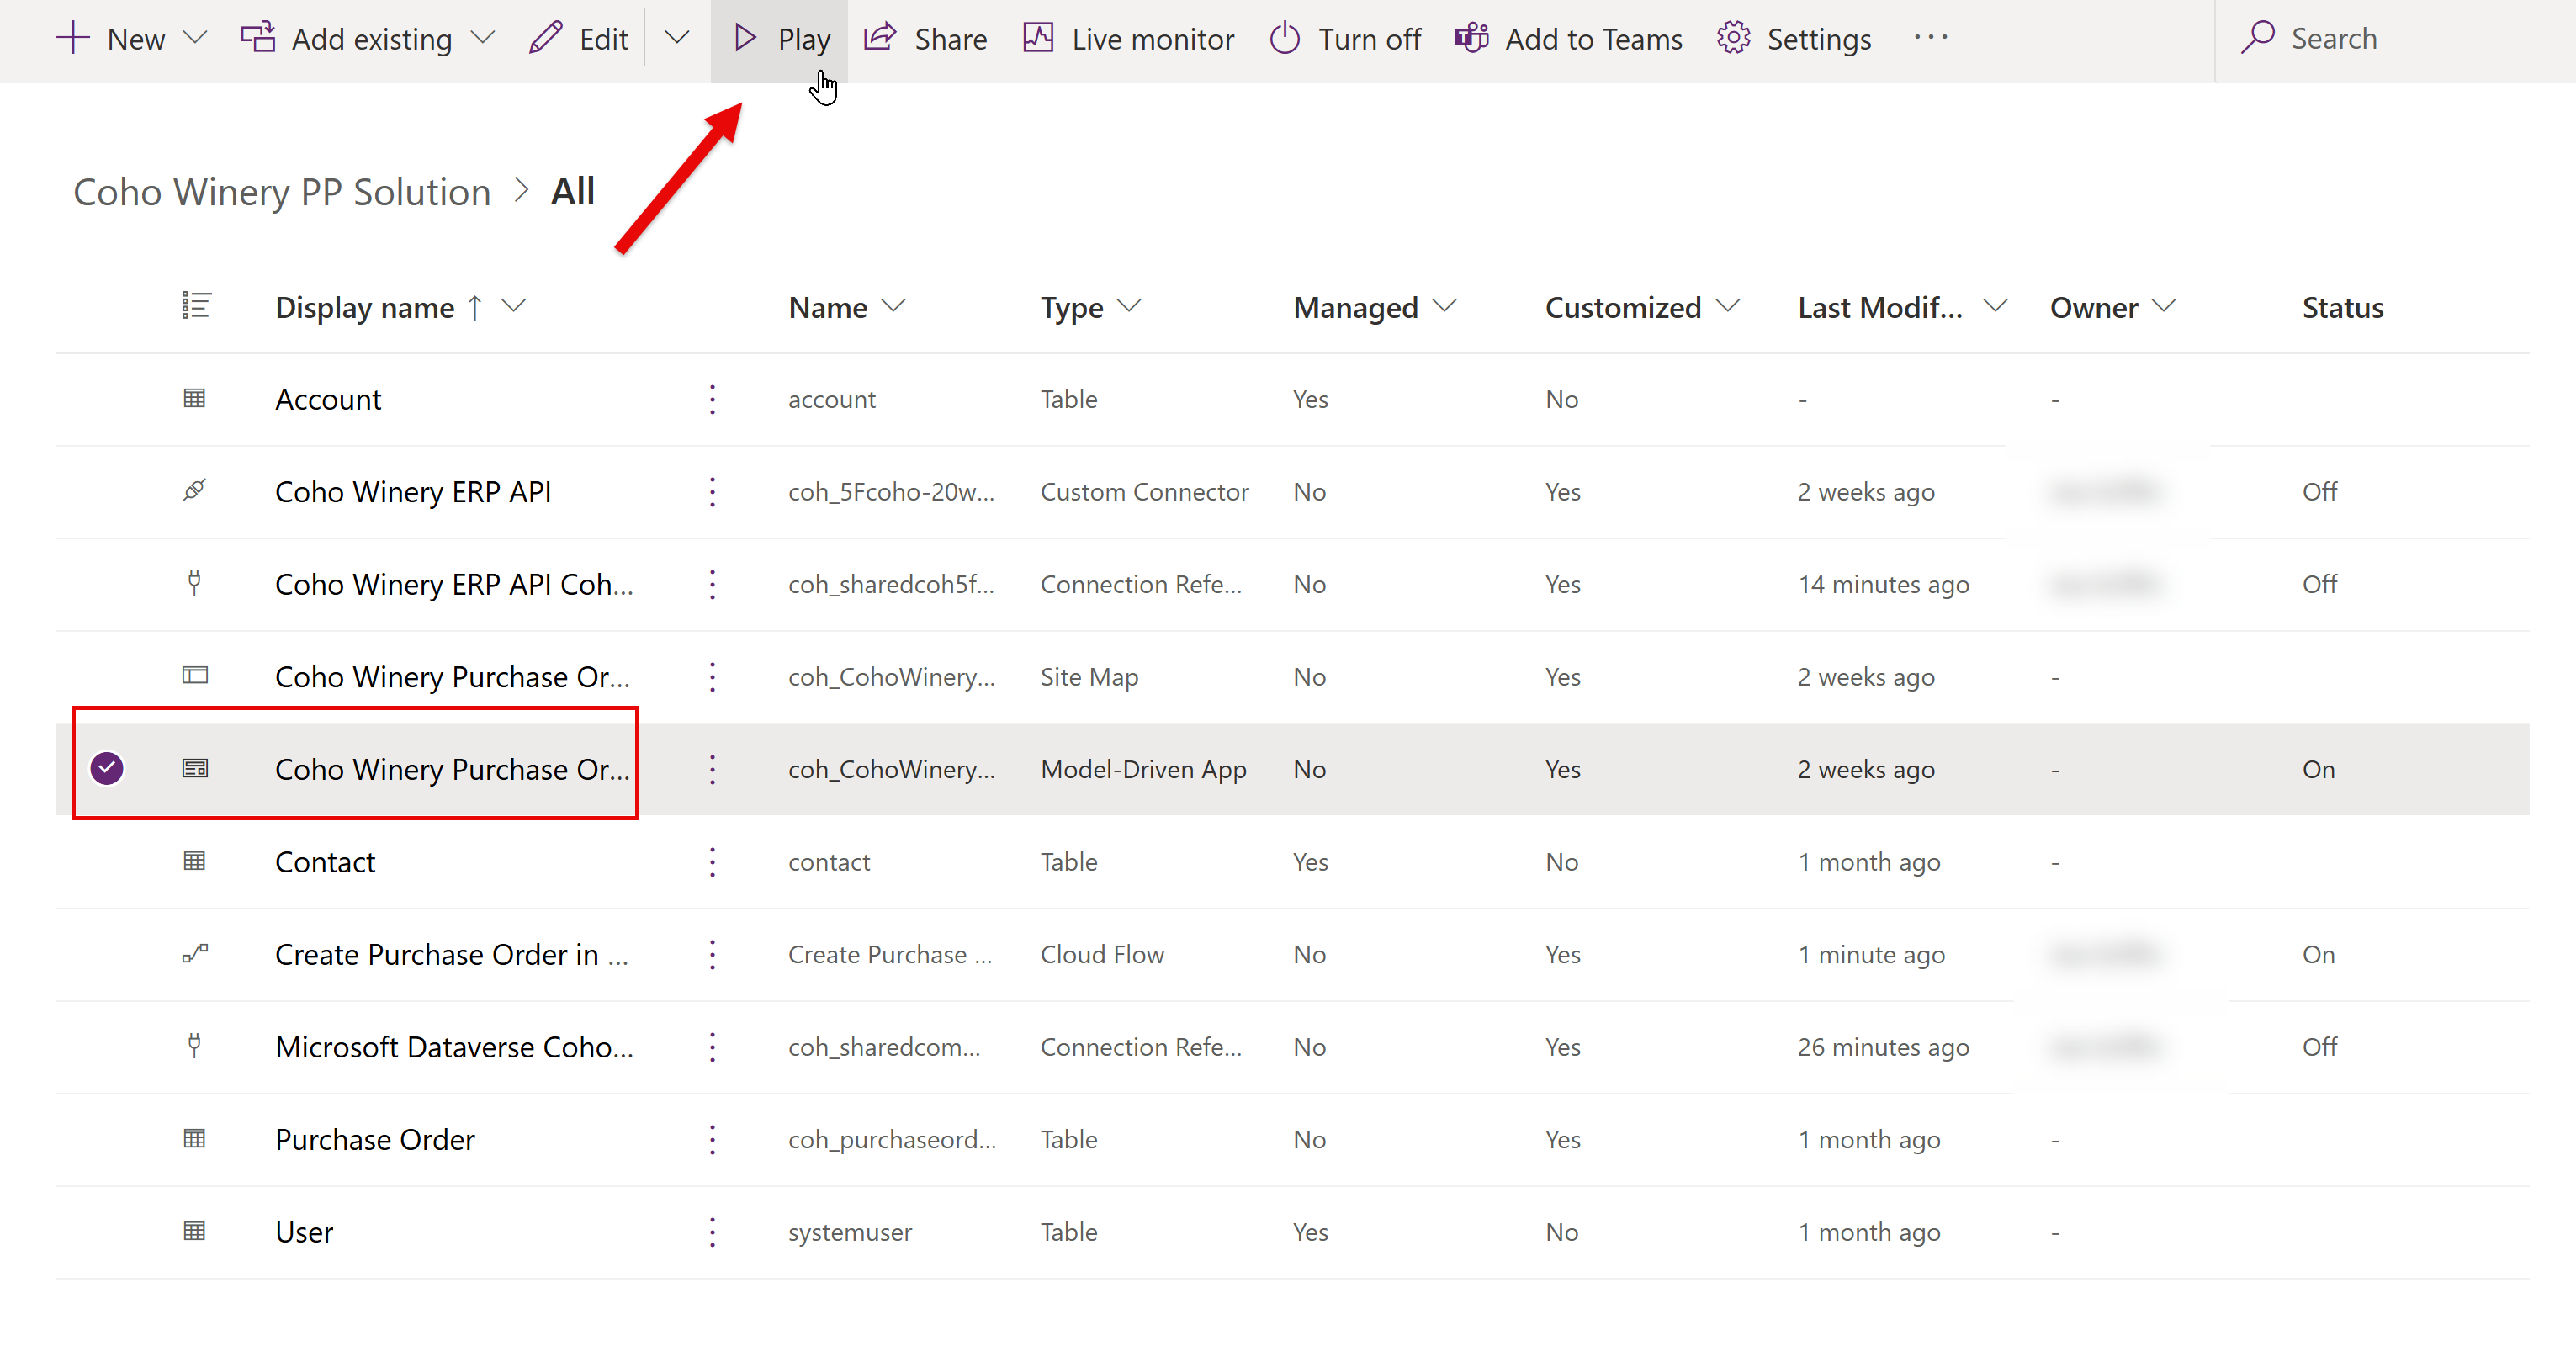 New Add existing Edit Play Share Live monitor Turn off Add to Teams Settings ··· Search
Coho Winery PP Solution > All
Display name ↑ Name Type Managed Customized Last Modif... Owner Status
Account account Table Yes No - -
Coho Winery ERP API coh_5Fcoho-20w... Custom Connector No Yes 2 weeks ago Off
Coho Winery ERP API Coh... coh_sharedcoh5f... Connection Refe... No Yes 14 minutes ago Off
Coho Winery Purchase Or... coh_CohoWinery... Site Map No Yes 2 weeks ago -
Coho Winery Purchase Or... coh_CohoWinery... Model-Driven App No Yes 2 weeks ago - On
Contact contact Table Yes No 1 month ago -
Create Purchase Order in ... Create Purchase ... Cloud Flow No Yes 1 minute ago On
Microsoft Dataverse Coho... coh_sharedcom... Connection Refe... No Yes 26 minutes ago Off
Purchase Order coh_purchaseord... Table No Yes 1 month ago -
User systemuser Table Yes No 1 month ago -